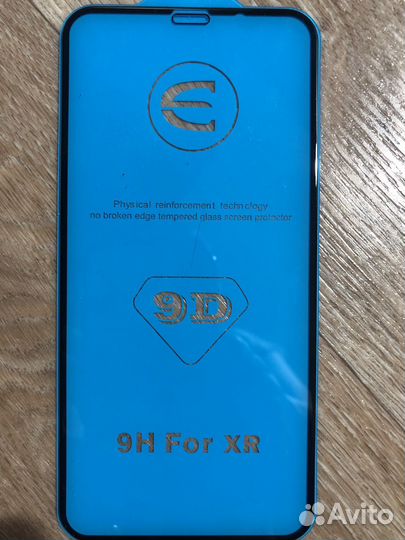 Physical reinforcement technology
no broken edge tempered glass screen protector
9D
9H For XR
Avito